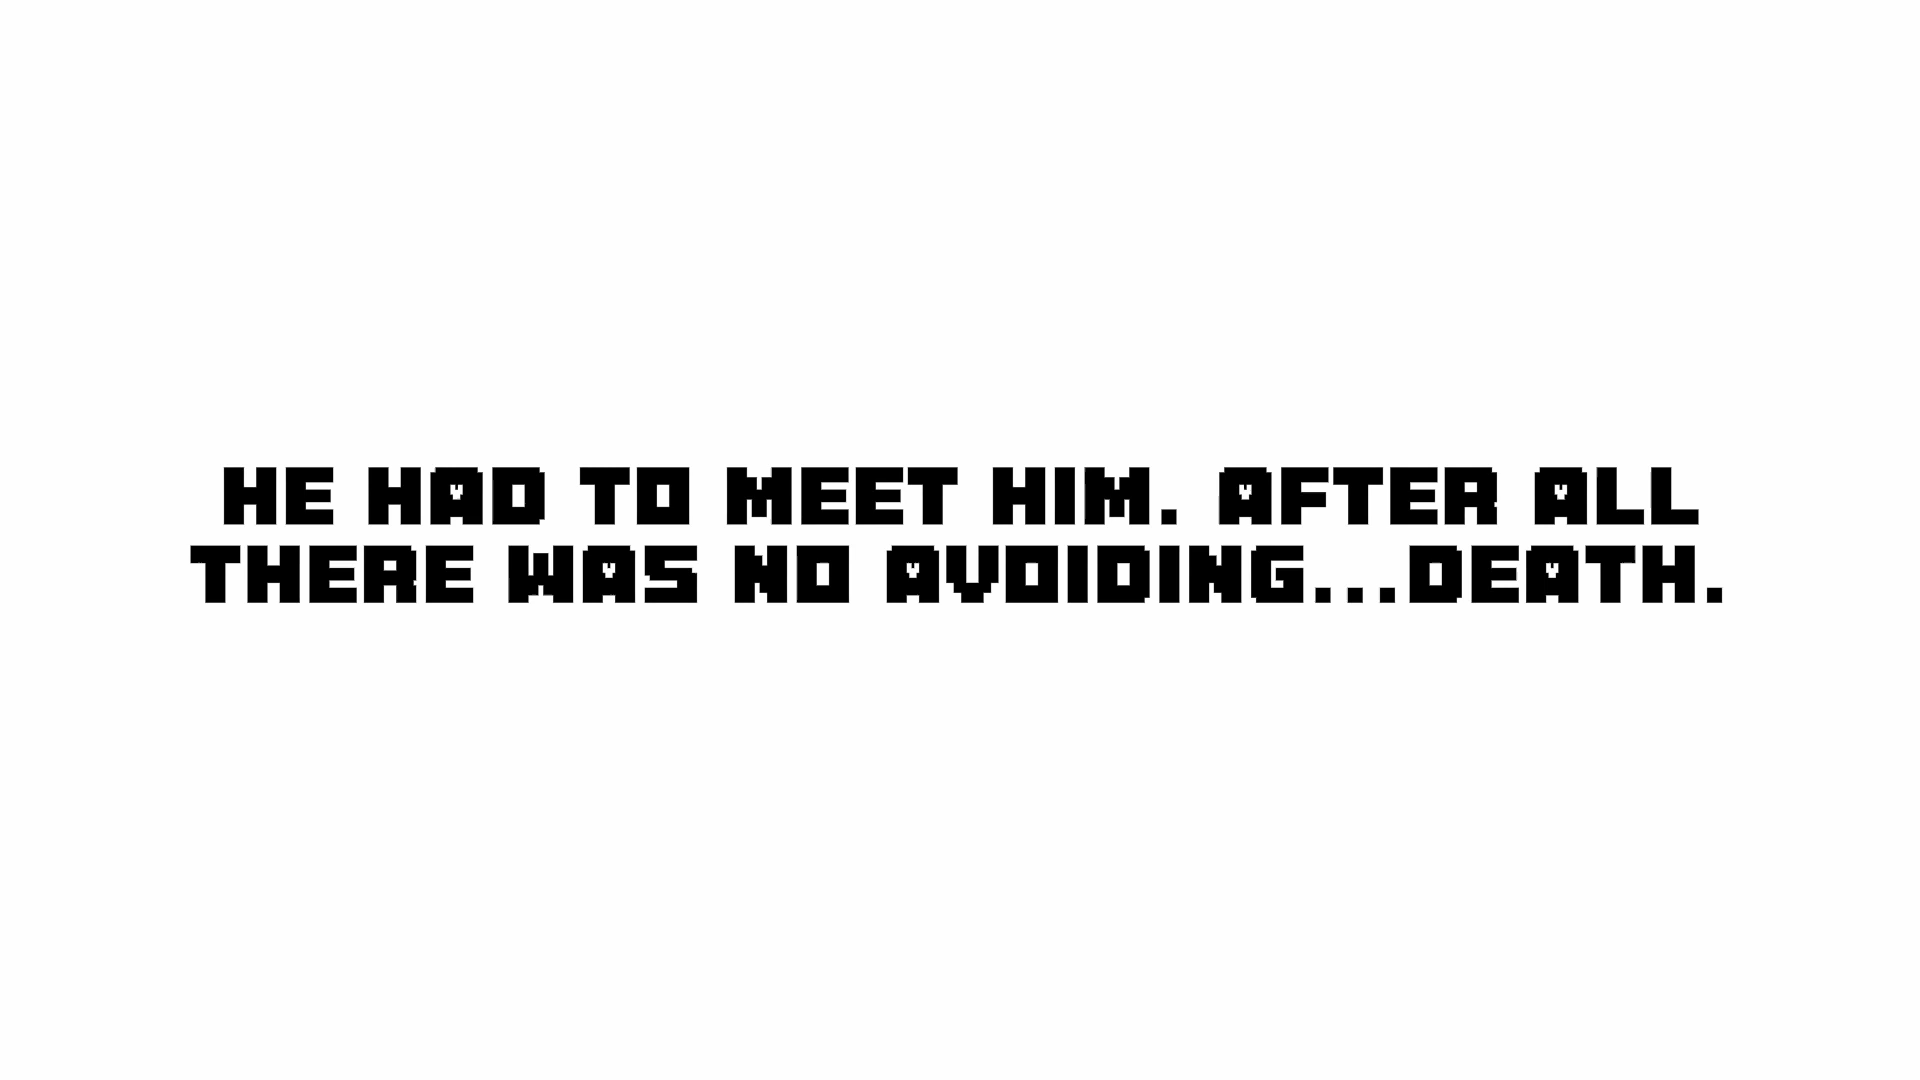 HE HAD TO MEET HIM. AFTER ALL
THERE WAS NO AVOIDING...DEATH.